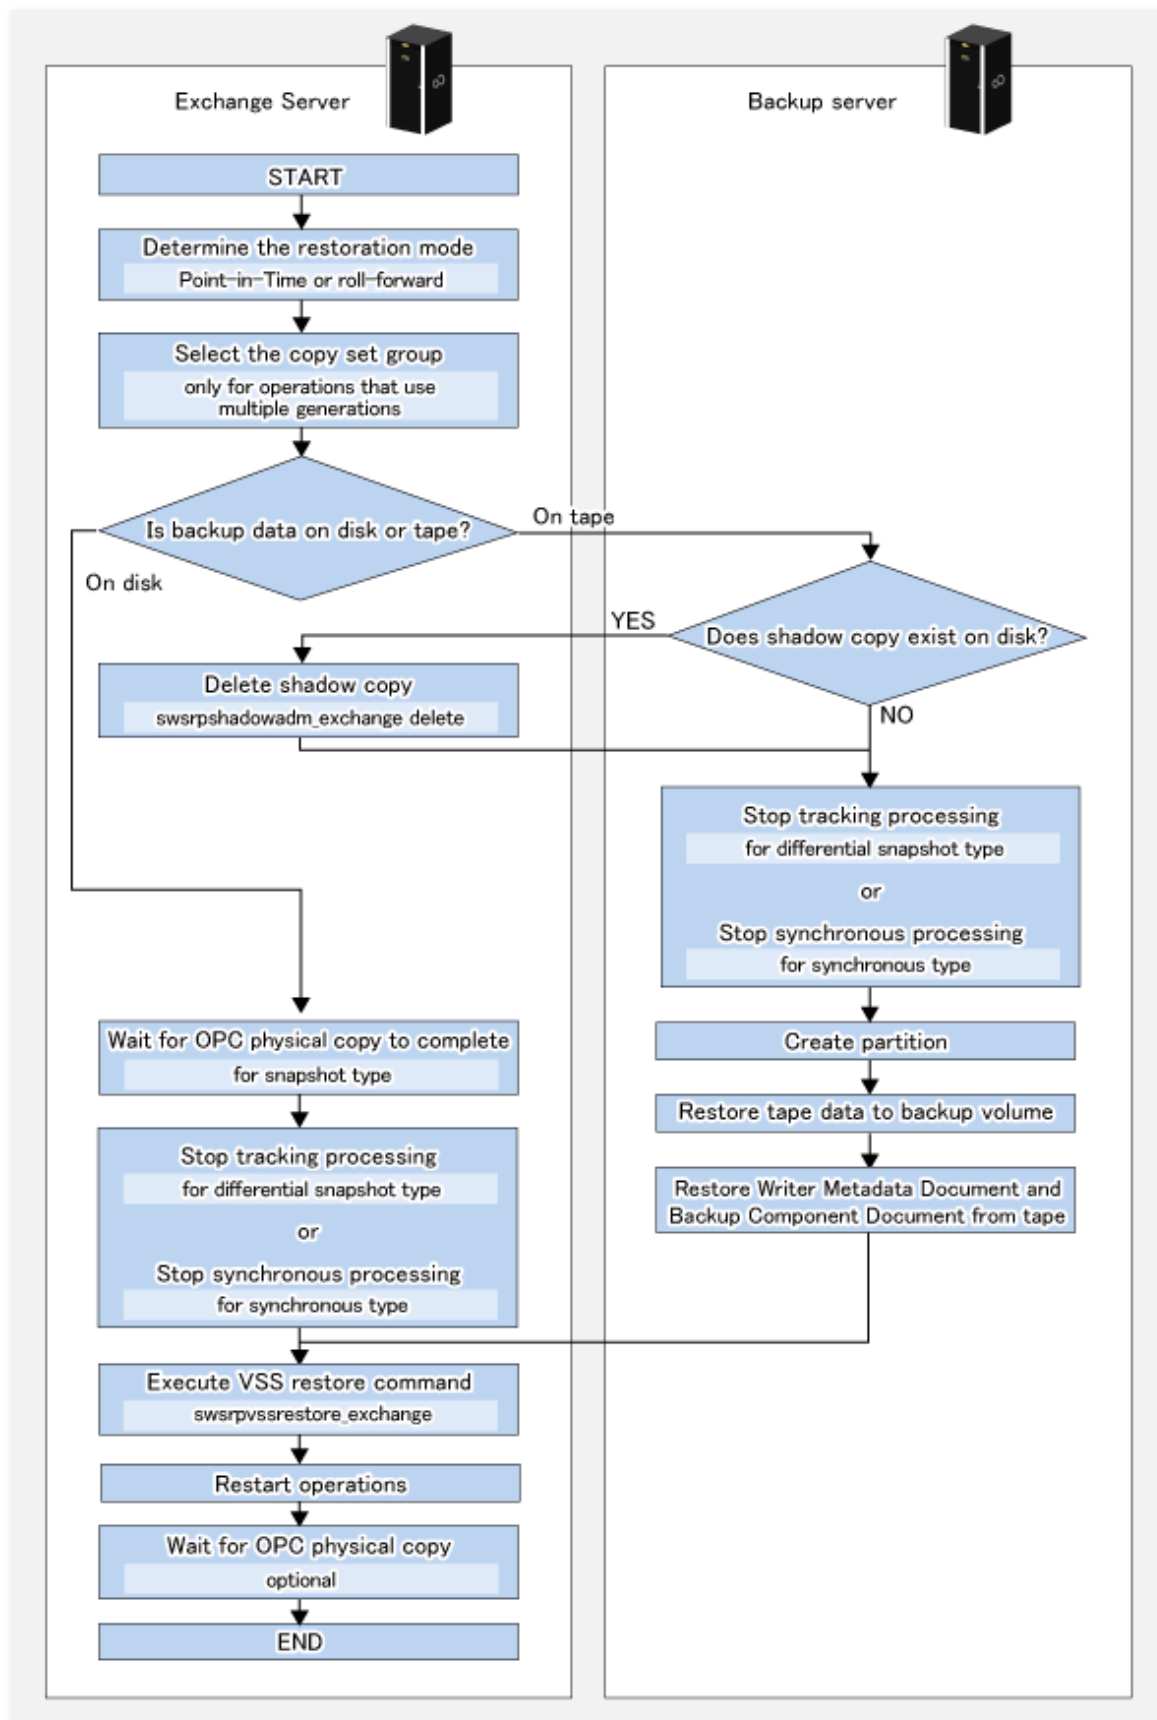 Exchange Server
Backup server
START
Determine the restoration mode
Point-in-Time or roll-forward
Select the copy set group
only for operations that use
multiple generations
Is backup data on disk or tape?
On tape
On disk
YES
Does shadow copy exist on disk?
Delete shadow copy
swsrpshadowadm_exchange delete
NO
Stop tracking processing
for differential snapshot type
or
Stop synchronous processing
for synchronous type
Create partition
Restore tape data to backup volume
Restore Writer Metadata Document and
Backup Component Document from tape
Wait for OPC physical copy to complete
for snapshot type
Stop tracking processing
for differential snapshot type
or
Stop synchronous processing
for synchronous type
Execute VSS restore command
swsrpvssrestore_exchange
Restart operations
Wait for OPC physical copy
optional
END